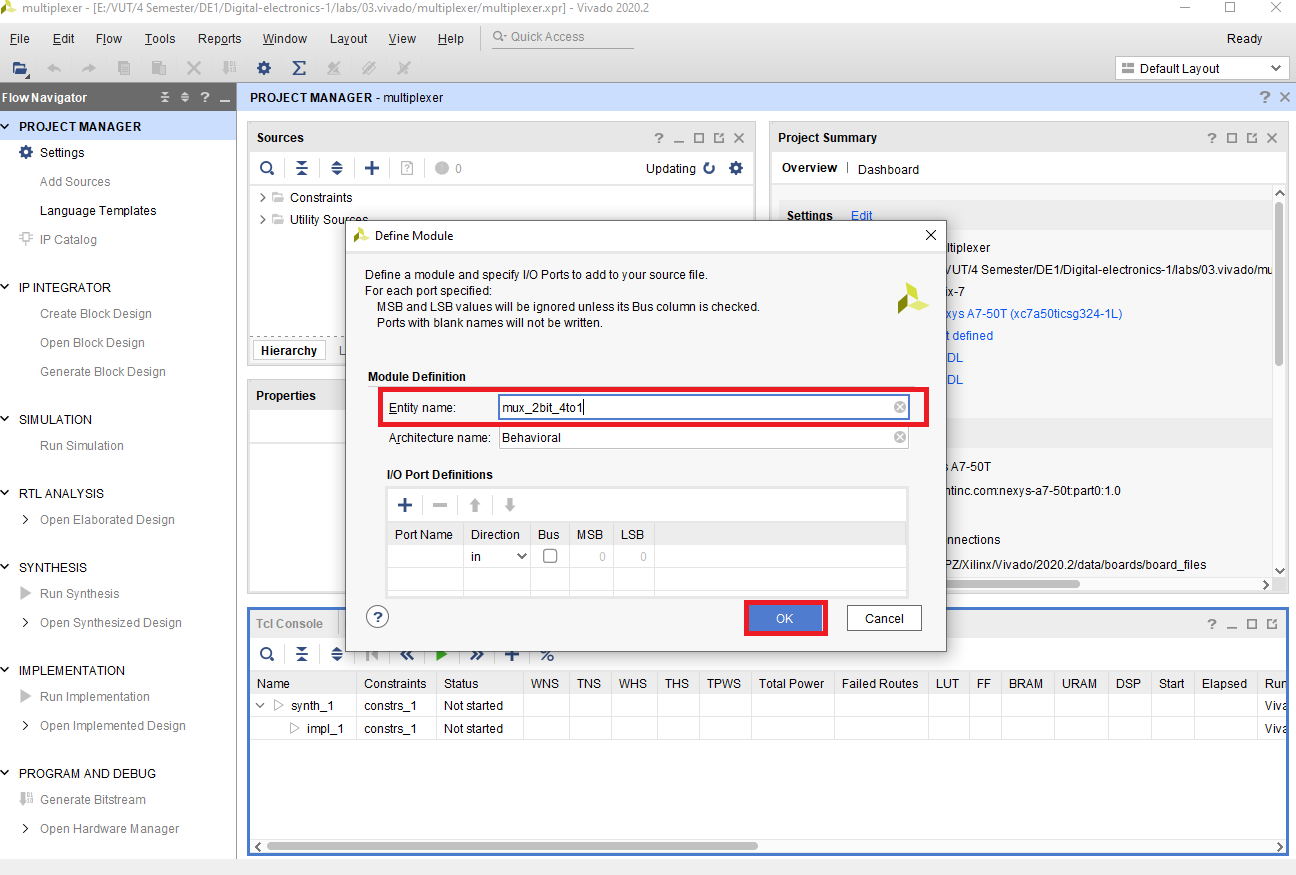 multiplexer - [E:/VUT/4 Semester/DE1/Digital-electronics-1/labs/03.vivado/multiplexer/multiplexer.xpr] - Vivado 2020.2
File Edit Flow Tools Reports Window Layout View Help Quick Access Ready
Default Layout
Flow Navigator
PROJECT MANAGER - multiplexer
PROJECT MANAGER
Settings
Add Sources
Language Templates
IP Catalog
IP INTEGRATOR
Create Block Design
Open Block Design
Generate Block Design
SIMULATION
Run Simulation
RTL ANALYSIS
Open Elaborated Design
SYNTHESIS
Run Synthesis
Open Synthesized Design
IMPLEMENTATION
Run Implementation
Open Implemented Design
PROGRAM AND DEBUG
Generate Bitstream
Open Hardware Manager
Sources
0 Updating
Constraints
Utility Sources
Hierarchy L
Properties
Project Summary
Overview Dashboard
Settings Edit
ltiplexer
/UT/4 Semester/DE1/Digital-electronics-1/labs/03.vivado/mu
ix-7
xys A7-50T (xc7a50ticsg324-1L)
t defined
DL
DL
s A7-50T
ntinc.com:nexys-a7-50t:part0:1.0
nnections
PZ/Xilinx/Vivado/2020.2/data/boards/board_files
Define Module
Define a module and specify I/O Ports to add to your source file.
For each port specified:
MSB and LSB values will be ignored unless its Bus column is checked.
Ports with blank names will not be written.
Module Definition
Entity name: mux_2bit_4to1
Architecture name: Behavioral
I/O Port Definitions
Port Name Direction Bus MSB LSB
in 0 0
OK Cancel
Tcl Console
Name Constraints Status WNS TNS WHS THS TPWS Total Power Failed Routes LUT FF BRAM URAM DSP Start Elapsed Run
synth_1 constrs_1 Not started Viva
impl_1 constrs_1 Not started Viva